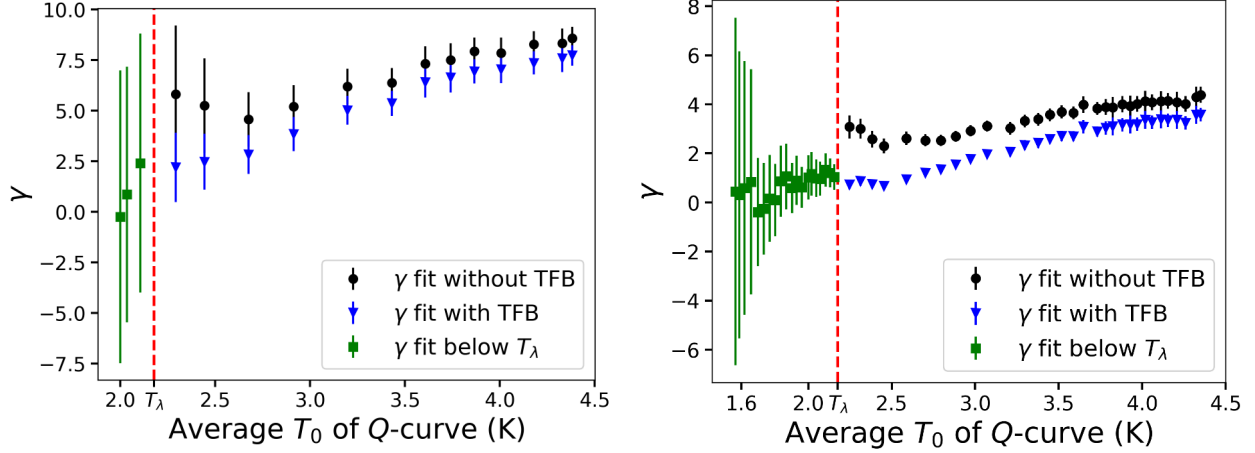 10.0
7.5
5.0
2.5
0.0
−2.5
−5.0
−7.5
γ
γ fit without TFB
γ fit with TFB
γ fit below Tλ
2.0 Tλ 2.5 3.0 3.5 4.0 4.5
Average T0 of Q-curve (K)
8
6
4
2
0
−2
−4
−6
γ
γ fit without TFB
γ fit with TFB
γ fit below Tλ
1.6 2.0 Tλ 2.5 3.0 3.5 4.0 4.5
Average T0 of Q-curve (K)